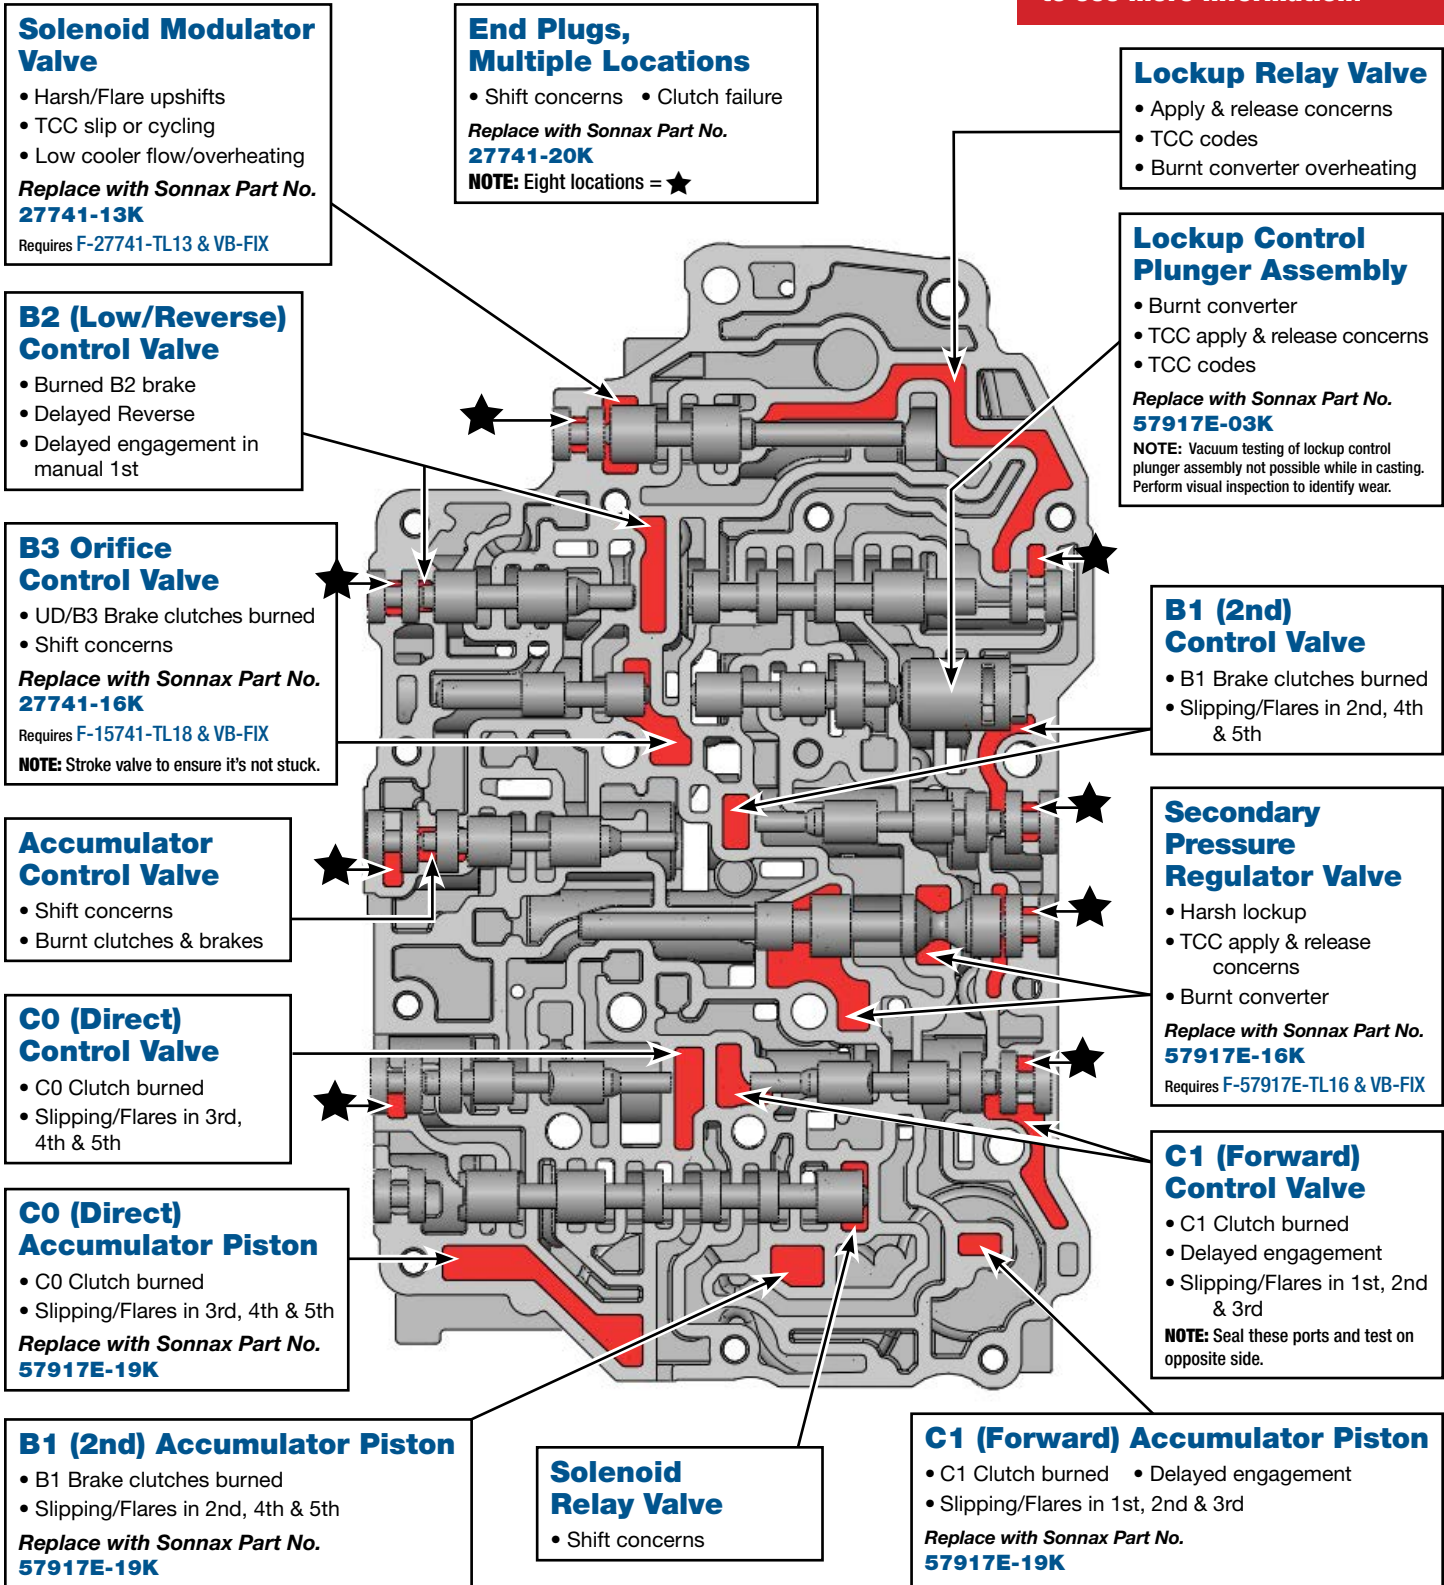 to see more information.
Solenoid Modulator
Valve
• Harsh/Flare upshifts
• TCC slip or cycling
• Low cooler flow/overheating
Replace with Sonnax Part No.
27741-13K
Requires F-27741-TL13 & VB-FIX
End Plugs,
Multiple Locations
• Shift concerns • Clutch failure
Replace with Sonnax Part No.
27741-20K
NOTE: Eight locations = ★
Lockup Relay Valve
• Apply & release concerns
• TCC codes
• Burnt converter overheating
Lockup Control
Plunger Assembly
• Burnt converter
• TCC apply & release concerns
• TCC codes
Replace with Sonnax Part No.
57917E-03K
NOTE: Vacuum testing of lockup control
plunger assembly not possible while in casting.
Perform visual inspection to identify wear.
B2 (Low/Reverse)
Control Valve
• Burned B2 brake
• Delayed Reverse
• Delayed engagement in
manual 1st
B3 Orifice
Control Valve
• UD/B3 Brake clutches burned
• Shift concerns
Replace with Sonnax Part No.
27741-16K
Requires F-15741-TL18 & VB-FIX
NOTE: Stroke valve to ensure it's not stuck.
B1 (2nd)
Control Valve
• B1 Brake clutches burned
• Slipping/Flares in 2nd, 4th
& 5th
Accumulator
Control Valve
• Shift concerns
• Burnt clutches & brakes
Secondary
Pressure
Regulator Valve
• Harsh lockup
• TCC apply & release
concerns
• Burnt converter
Replace with Sonnax Part No.
57917E-16K
Requires F-57917E-TL16 & VB-FIX
C0 (Direct)
Control Valve
• C0 Clutch burned
• Slipping/Flares in 3rd,
4th & 5th
C1 (Forward)
Control Valve
• C1 Clutch burned
• Delayed engagement
• Slipping/Flares in 1st, 2nd
& 3rd
NOTE: Seal these ports and test on
opposite side.
C0 (Direct)
Accumulator Piston
• C0 Clutch burned
• Slipping/Flares in 3rd, 4th & 5th
Replace with Sonnax Part No.
57917E-19K
B1 (2nd) Accumulator Piston
• B1 Brake clutches burned
• Slipping/Flares in 2nd, 4th & 5th
Replace with Sonnax Part No.
57917E-19K
Solenoid
Relay Valve
• Shift concerns
C1 (Forward) Accumulator Piston
• C1 Clutch burned • Delayed engagement
• Slipping/Flares in 1st, 2nd & 3rd
Replace with Sonnax Part No.
57917E-19K